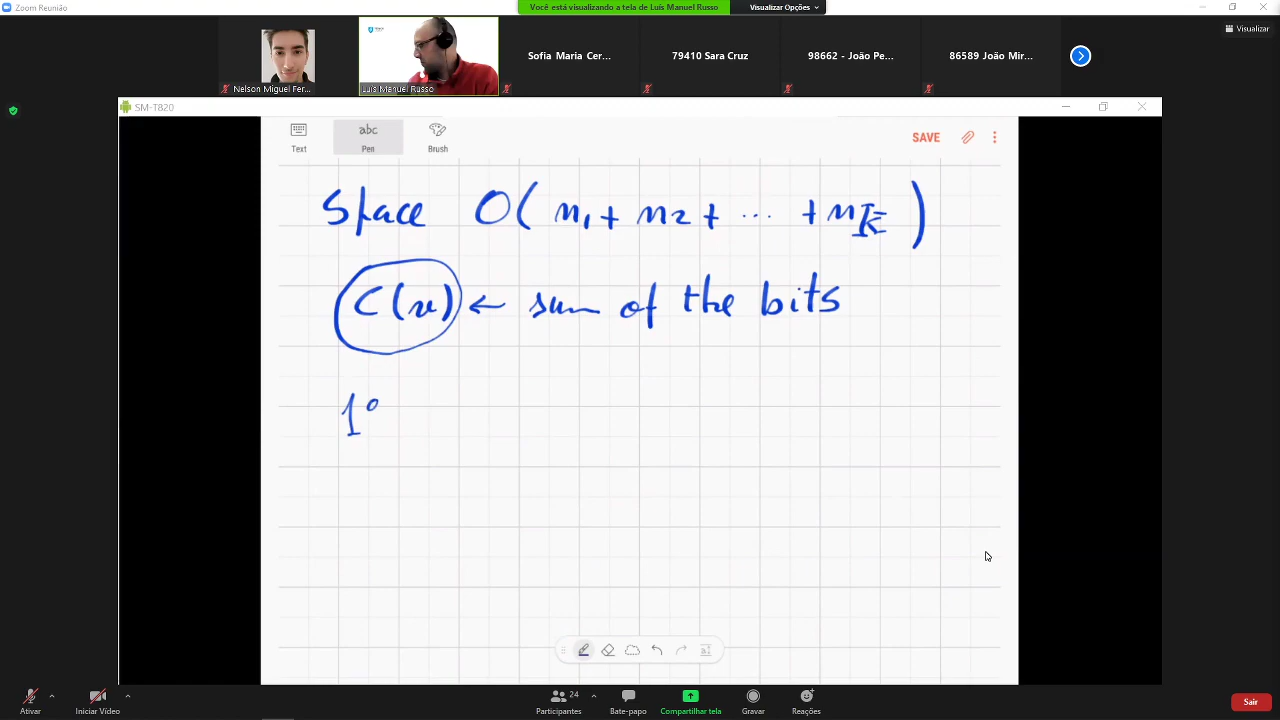 Zoom Reunião
Você está visualizando a tela de Luís Manuel Russo
Visualizar Opções
Visualizar
Nelson Miguel Fer...
Luís Manuel Russo
Sofia Maria Cer...
79410 Sara Cruz
98662 - João Pe...
86589 João Mir...
SM-T820
Text
abc
Pen
Brush
SAVE
Space O( n1 + n2 + ... + nk )
C(v) ← sum of the bits
1º
Ativar
Iniciar Vídeo
24
Participantes
Bate-papo
Compartilhar tela
Gravar
Reações
Sair